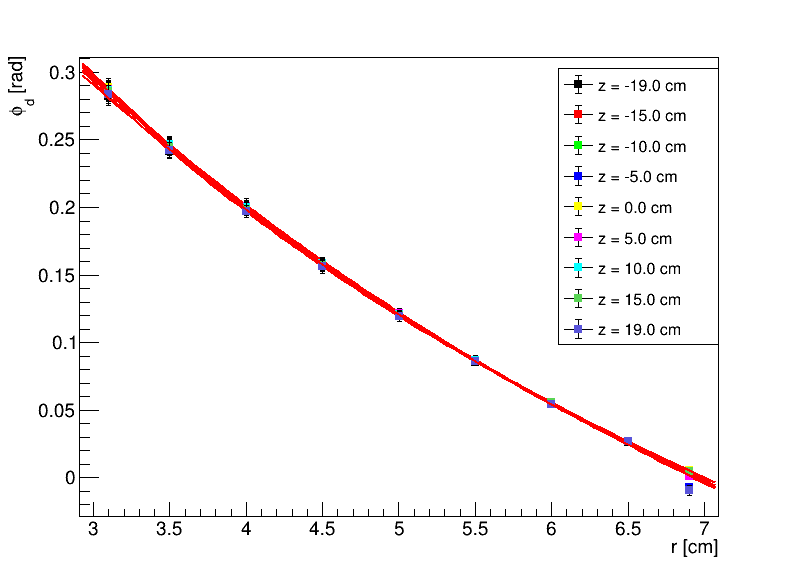 ϕd [rad]
0.3
0.25
0.2
0.15
0.1
0.05
0
3 3.5 4 4.5 5 5.5 6 6.5 7
r [cm]
z = -19.0 cm
z = -15.0 cm
z = -10.0 cm
z = -5.0 cm
z = 0.0 cm
z = 5.0 cm
z = 10.0 cm
z = 15.0 cm
z = 19.0 cm